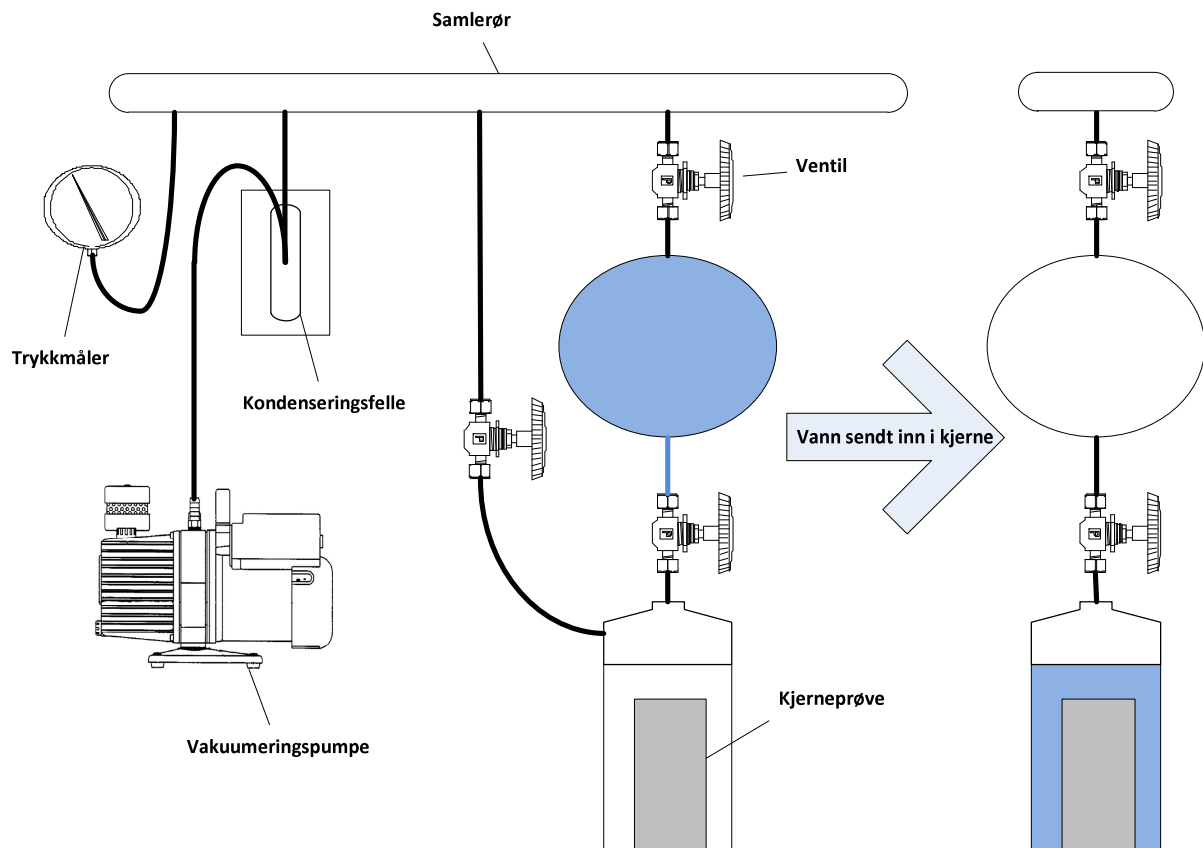 Samlerør
Ventil
Trykkmåler
Kondenseringsfelle
Vann sendt inn i kjerne
Kjerneprøve
Vakuumeringspumpe